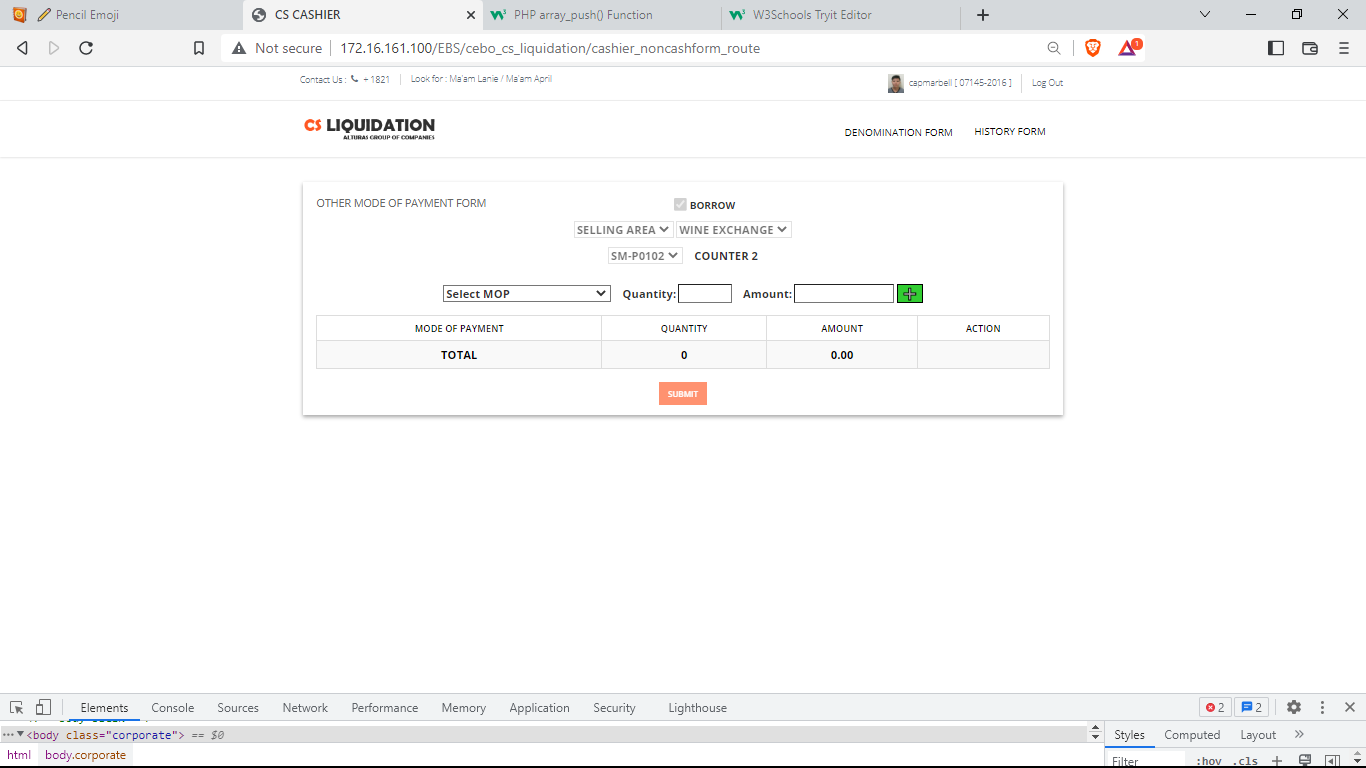 Pencil Emoji
CS CASHIER
PHP array_push() Function
W3Schools Tryit Editor
Not secure
172.16.161.100/EBS/cebo_cs_liquidation/cashier_noncashform_route
1
Contact Us : + 1821
Look for : Ma'am Lanie / Ma'am April
capmarbell [ 07145-2016 ]
Log Out
CS LIQUIDATION
ALTURAS GROUP OF COMPANIES
DENOMINATION FORM
HISTORY FORM
OTHER MODE OF PAYMENT FORM
BORROW
SELLING AREA
WINE EXCHANGE
SM-P0102
COUNTER 2
Select MOP
Quantity:
Amount:
MODE OF PAYMENT QUANTITY AMOUNT ACTION
TOTAL 0 0.00
SUBMIT
Elements Console Sources Network Performance Memory Application Security Lighthouse
2
2
<body class="corporate"> == $0
html body.corporate
Styles Computed Layout
Filter :hov .cls